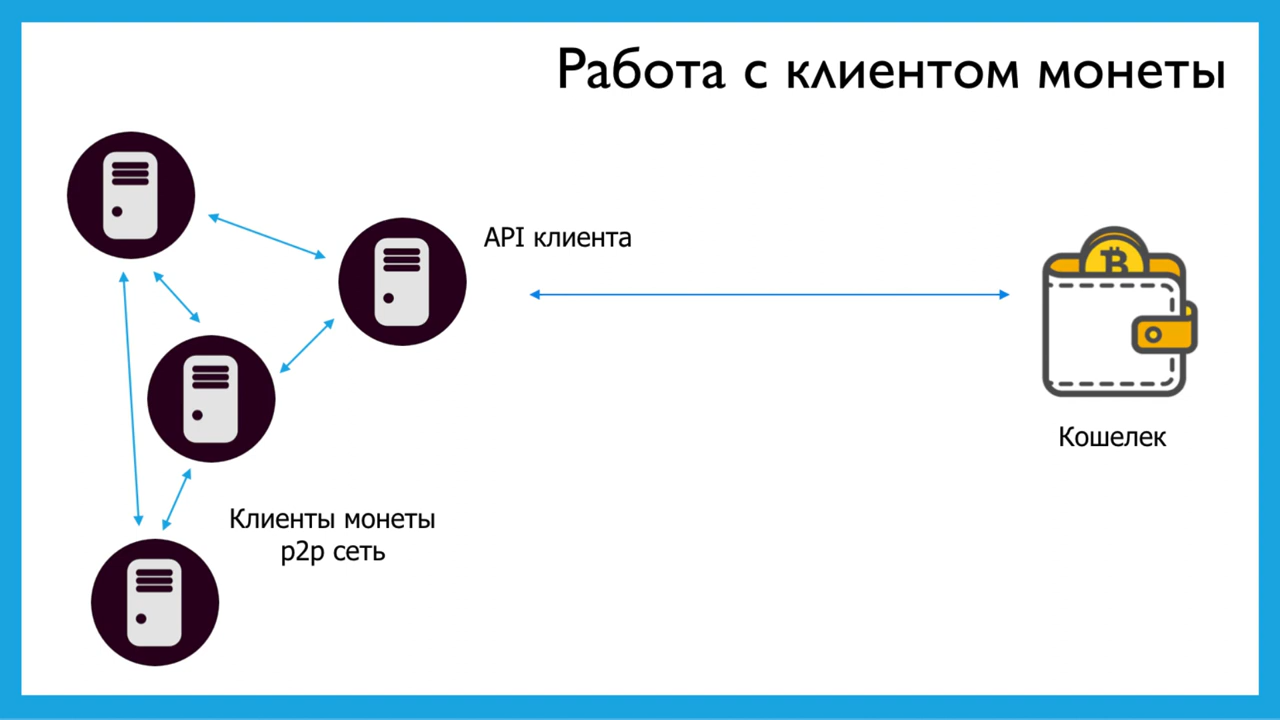 Работа с клиентом монеты
API клиента
Кошелек
Клиенты монеты
p2p сеть